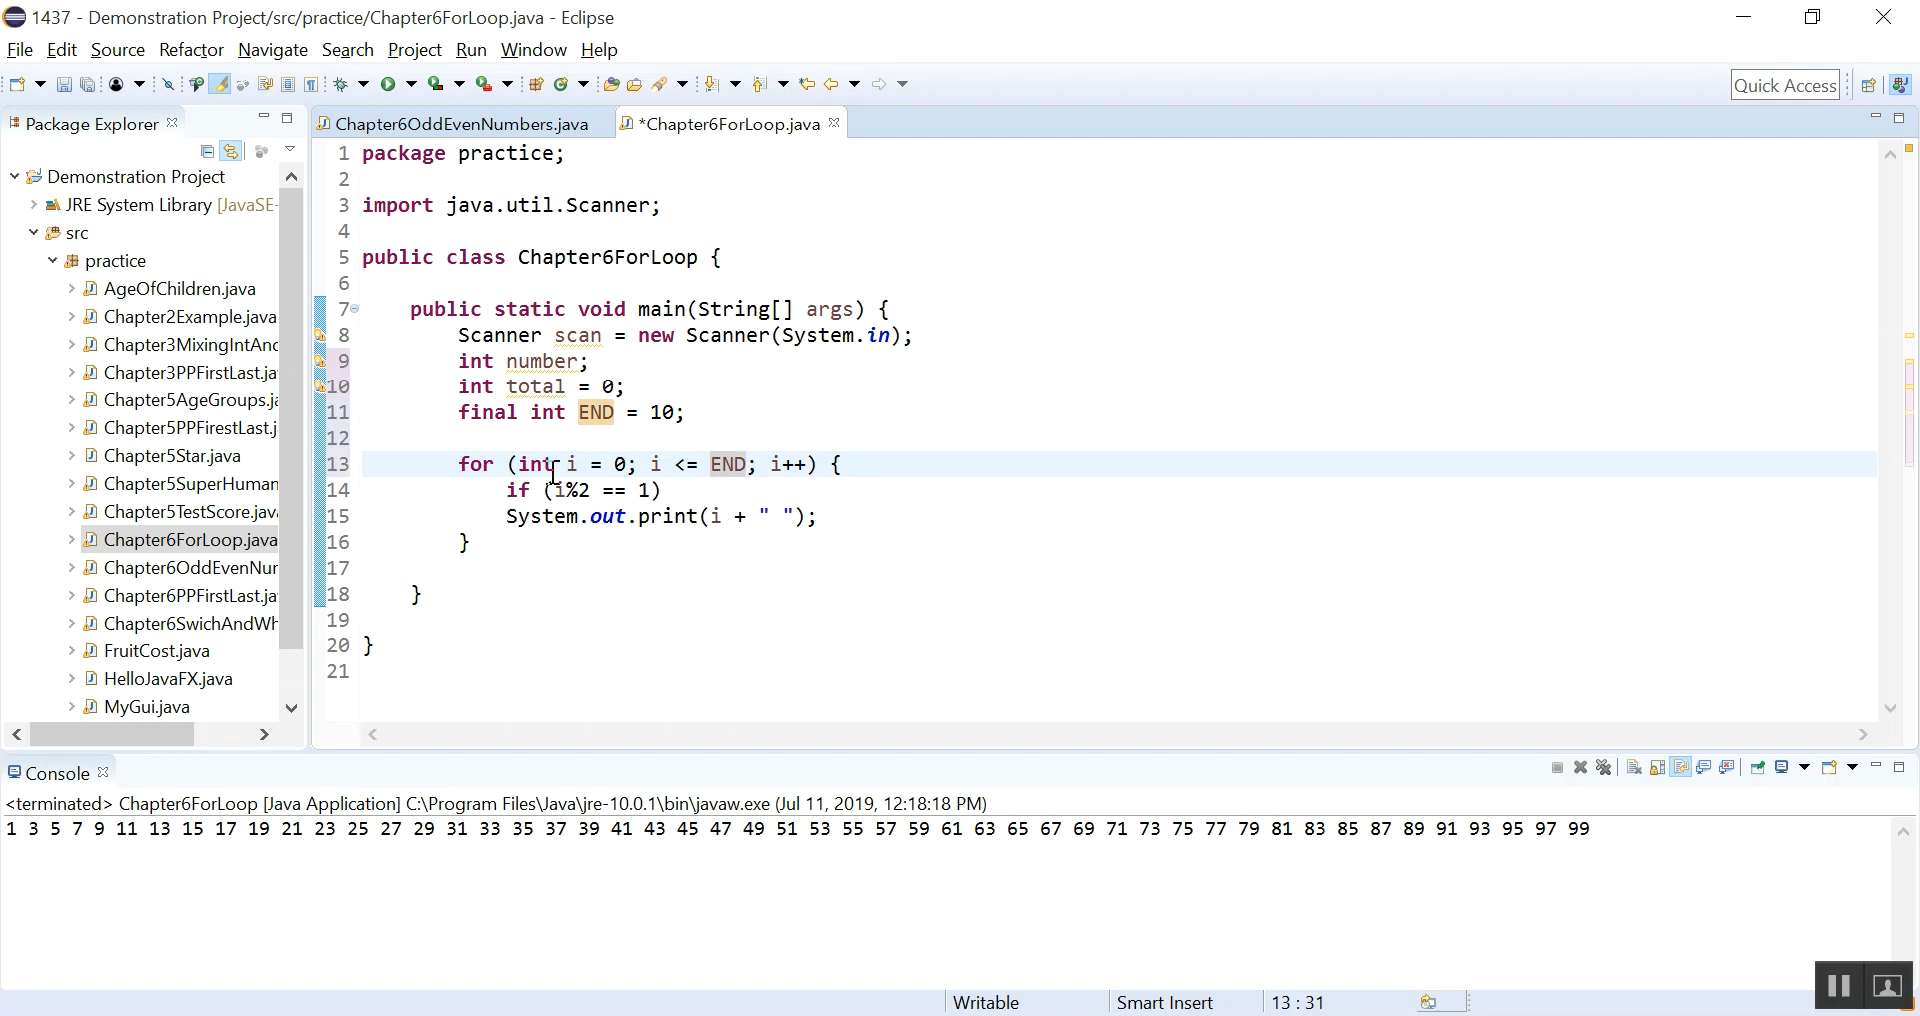 1437 - Demonstration Project/src/practice/Chapter6ForLoop.java - Eclipse
File Edit Source Refactor Navigate Search Project Run Window Help
Quick Access
Package Explorer
Chapter6OddEvenNumbers.java
*Chapter6ForLoop.java
Demonstration Project
JRE System Library [JavaSE-
src
practice
AgeOfChildren.java
Chapter2Example.java
Chapter3MixingIntAnc
Chapter3PPFirstLast.ja
Chapter5AgeGroups.ja
Chapter5PPFirestLast.j
Chapter5Star.java
Chapter5SuperHuman
Chapter5TestScore.java
Chapter6ForLoop.java
Chapter6OddEvenNur
Chapter6PPFirstLast.ja
Chapter6SwichAndWh
FruitCost.java
HelloJavaFX.java
MyGui.java
1 package practice;
2
3 import java.util.Scanner;
4
5 public class Chapter6ForLoop {
6
7 public static void main(String[] args) {
8 Scanner scan = new Scanner(System.in);
9 int number;
10 int total = 0;
11 final int END = 10;
12
13 for (int i = 0; i <= END; i++) {
14 if (i%2 == 1)
15 System.out.print(i + " ");
16 }
17
18 }
19
20 }
21
Console
<terminated> Chapter6ForLoop [Java Application] C:\Program Files\Java\jre-10.0.1\bin\javaw.exe (Jul 11, 2019, 12:18:18 PM)
1 3 5 7 9 11 13 15 17 19 21 23 25 27 29 31 33 35 37 39 41 43 45 47 49 51 53 55 57 59 61 63 65 67 69 71 73 75 77 79 81 83 85 87 89 91 93 95 97 99
Writable
Smart Insert
13 : 31